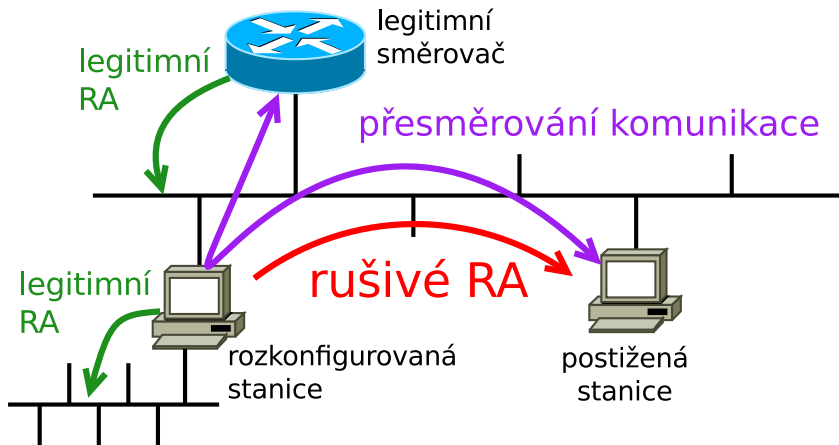 legitimní
směrovač
legitimní
RA
přesměrování komunikace
rušivé RA
legitimní
RA
rozkonfigurovaná
stanice
postižená
stanice